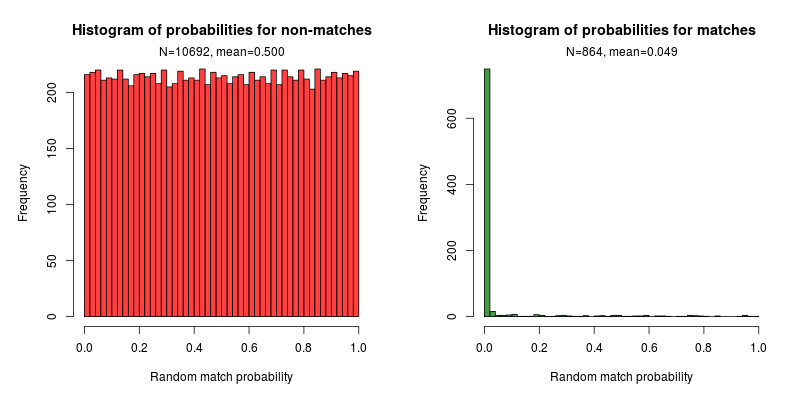 Histogram of probabilities for non-matches
N=10692, mean=0.500
Frequency
200
150
100
50
0
0.0 0.2 0.4 0.6 0.8 1.0
Random match probability
Histogram of probabilities for matches
N=864, mean=0.049
Frequency
600
400
200
0
0.0 0.2 0.4 0.6 0.8 1.0
Random match probability